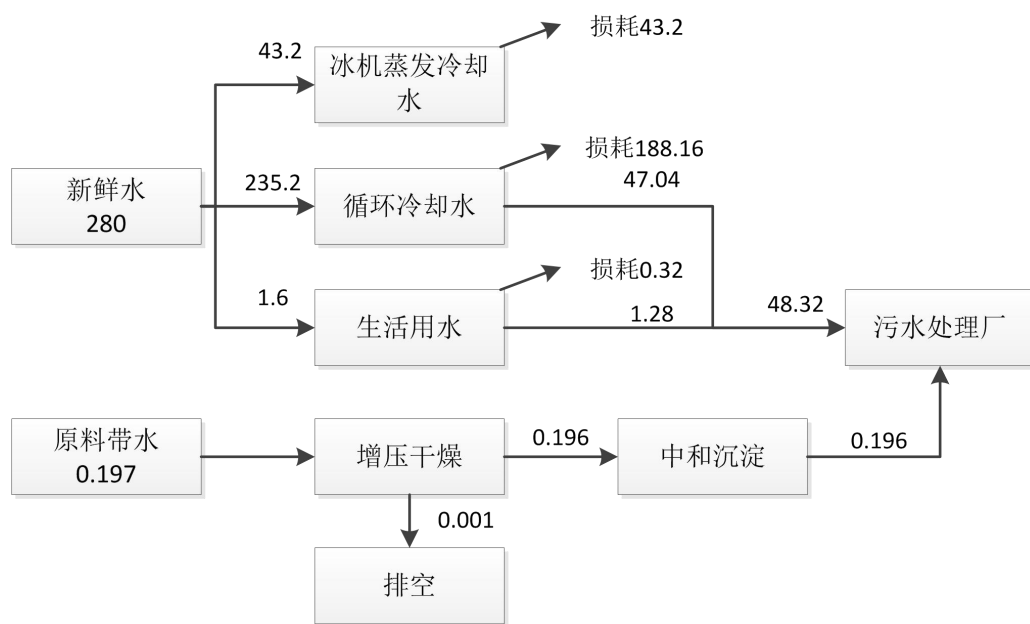 损耗43.2
43.2
冰机蒸发冷却
水
损耗188.16
新鲜水
280
235.2
循环冷却水
47.04
损耗0.32
1.6
生活用水
1.28
48.32
污水处理厂
原料带水
0.197
增压干燥
0.196
中和沉淀
0.196
0.001
排空